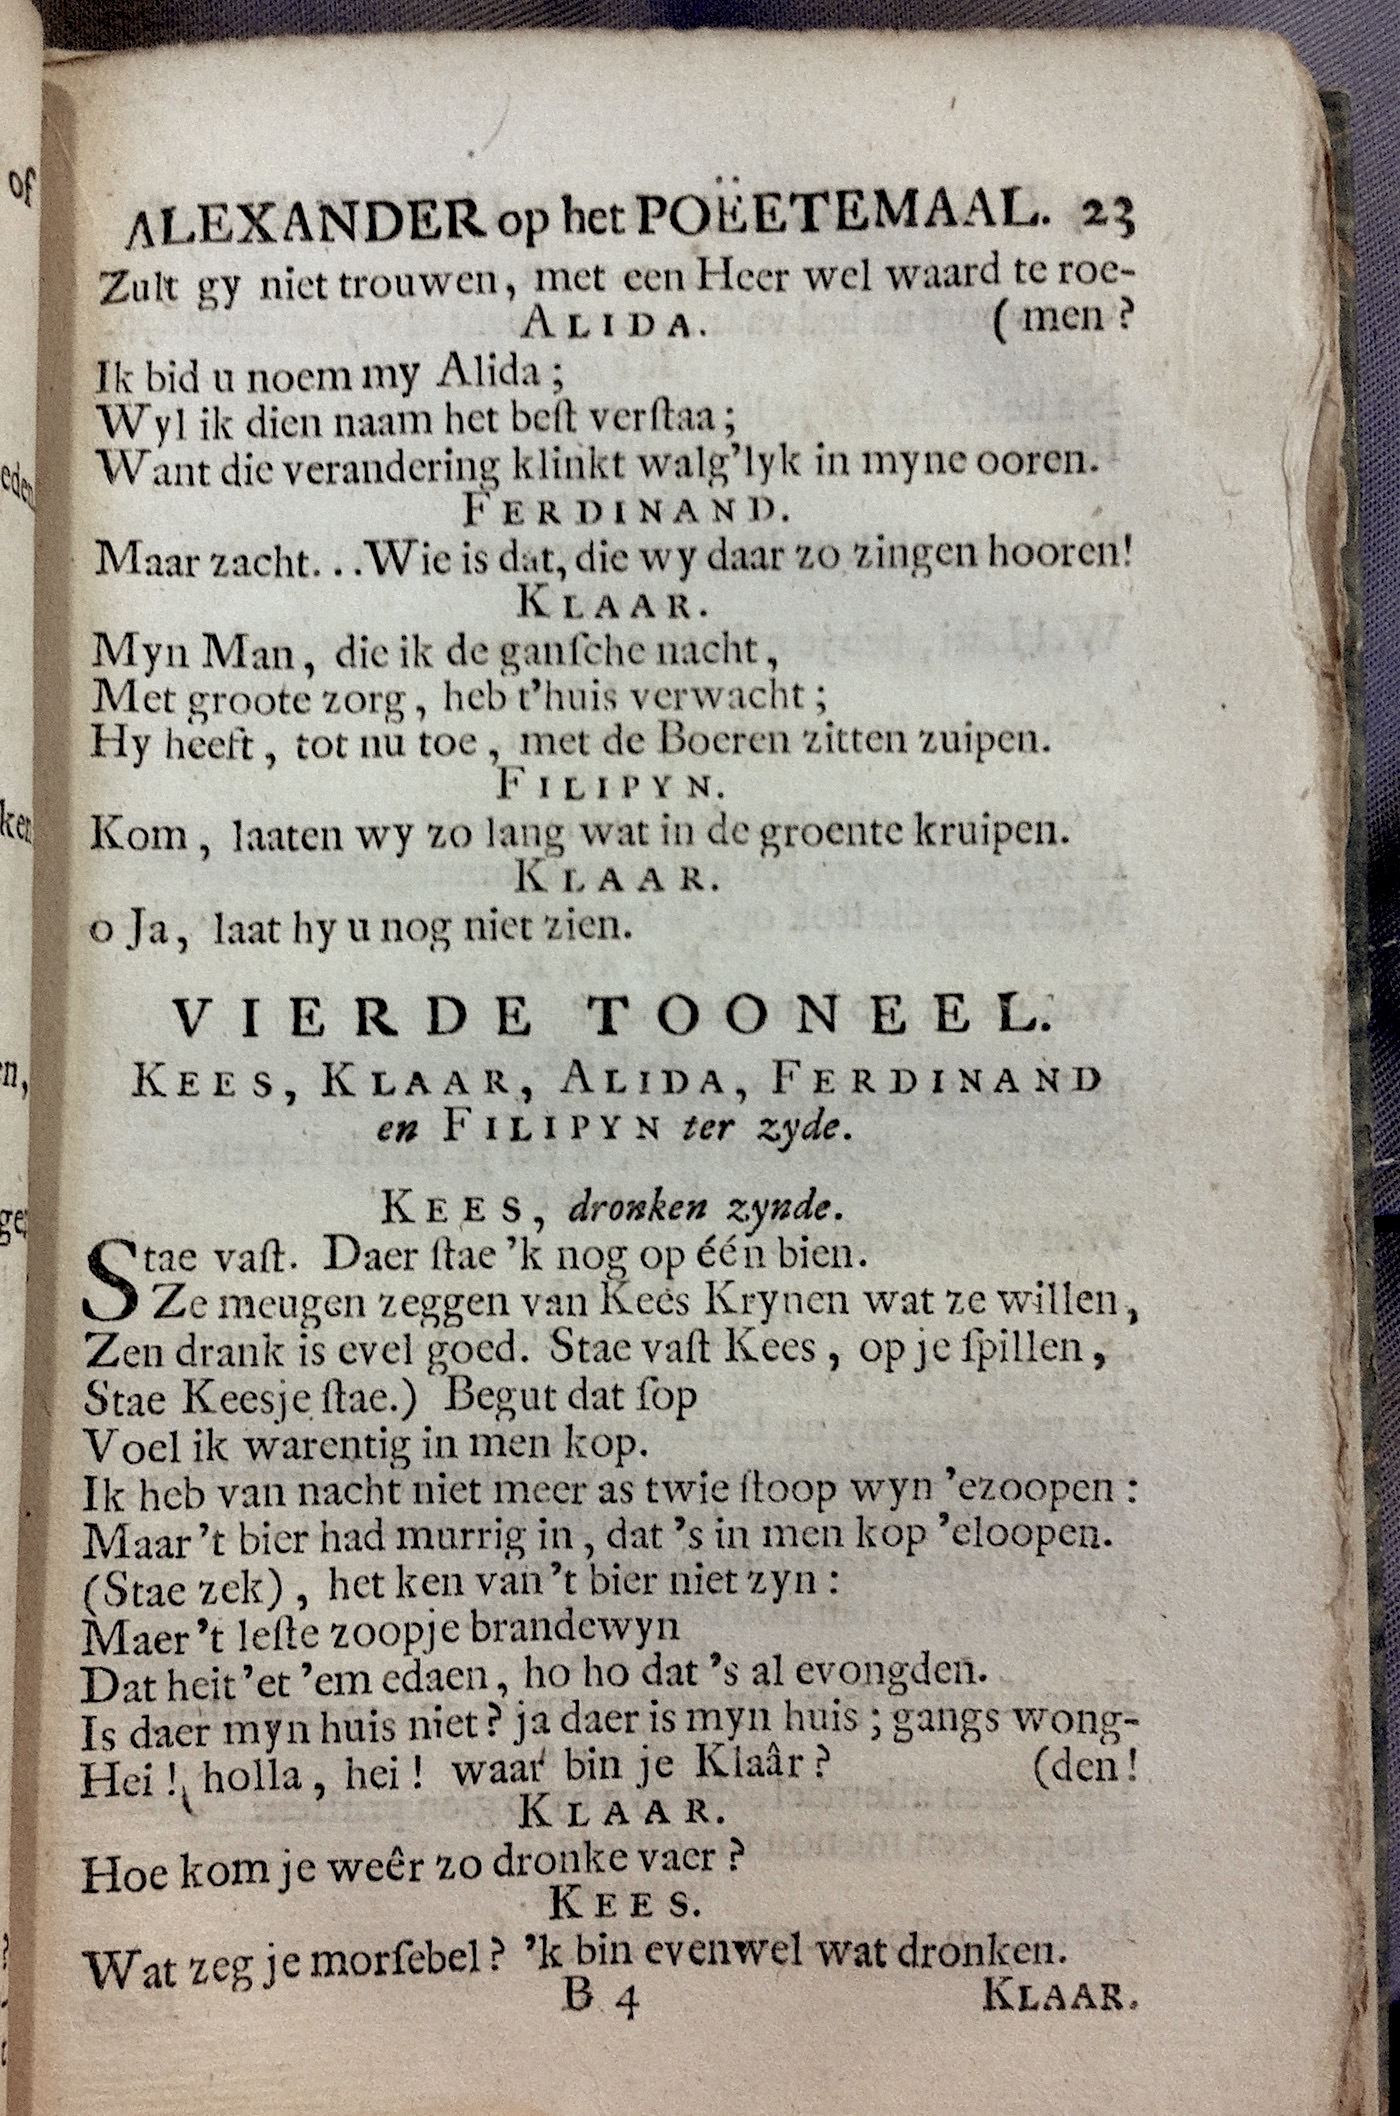 ALEXANDER op het POËETEMAAL. 23
Zult gy niet trouwen, met een Heer wel waard te roe-
ALIDA. (men?
Ik bid u noem my Alida;
Wyl ik dien naam het beſt verſtaa;
Want die verandering klinkt walg'lyk in myne ooren.
FERDINAND.
Maar zacht... Wie is dat, die wy daar zo zingen hooren!
KLAAR.
Myn Man, die ik de ganſche nacht,
Met groote zorg, heb t'huis verwacht;
Hy heeft, tot nu toe, met de Boeren zitten zuipen.
FILIPYN.
Kom, laaten wy zo lang wat in de groente kruipen.
KLAAR.
o Ja, laat hy u nog niet zien.
VIERDE TOONEEL.
KEES, KLAAR, ALIDA, FERDINAND
en FILIPYN ter zyde.
KEES, dronken zynde.
Stae vaſt. Daer ſtae 'k nog op één bien.
Ze meugen zeggen van Kees Krynen wat ze willen,
Zen drank is evel goed. Stae vaſt Kees, op je ſpillen,
Stae Keesje ſtae.) Begut dat ſop
Voel ik warentig in men kop.
Ik heb van nacht niet meer as twie ſtoop wyn 'ezoopen:
Maar 't bier had murrig in, dat 's in men kop 'eloopen.
(Stae zek), het ken van 't bier niet zyn:
Maer 't leſte zoopje brandewyn
Dat heit 'et 'em edaen, ho ho dat 's al evongden.
Is daer myn huis niet? ja daer is myn huis; gangs wong-
Hei! holla, hei! waar bin je Klaâr? (den!
KLAAR.
Hoe kom je weêr zo dronke vaer?
KEES.
Wat zeg je morſebel? 'k bin evenwel wat dronken.
B 4 KLAAR.